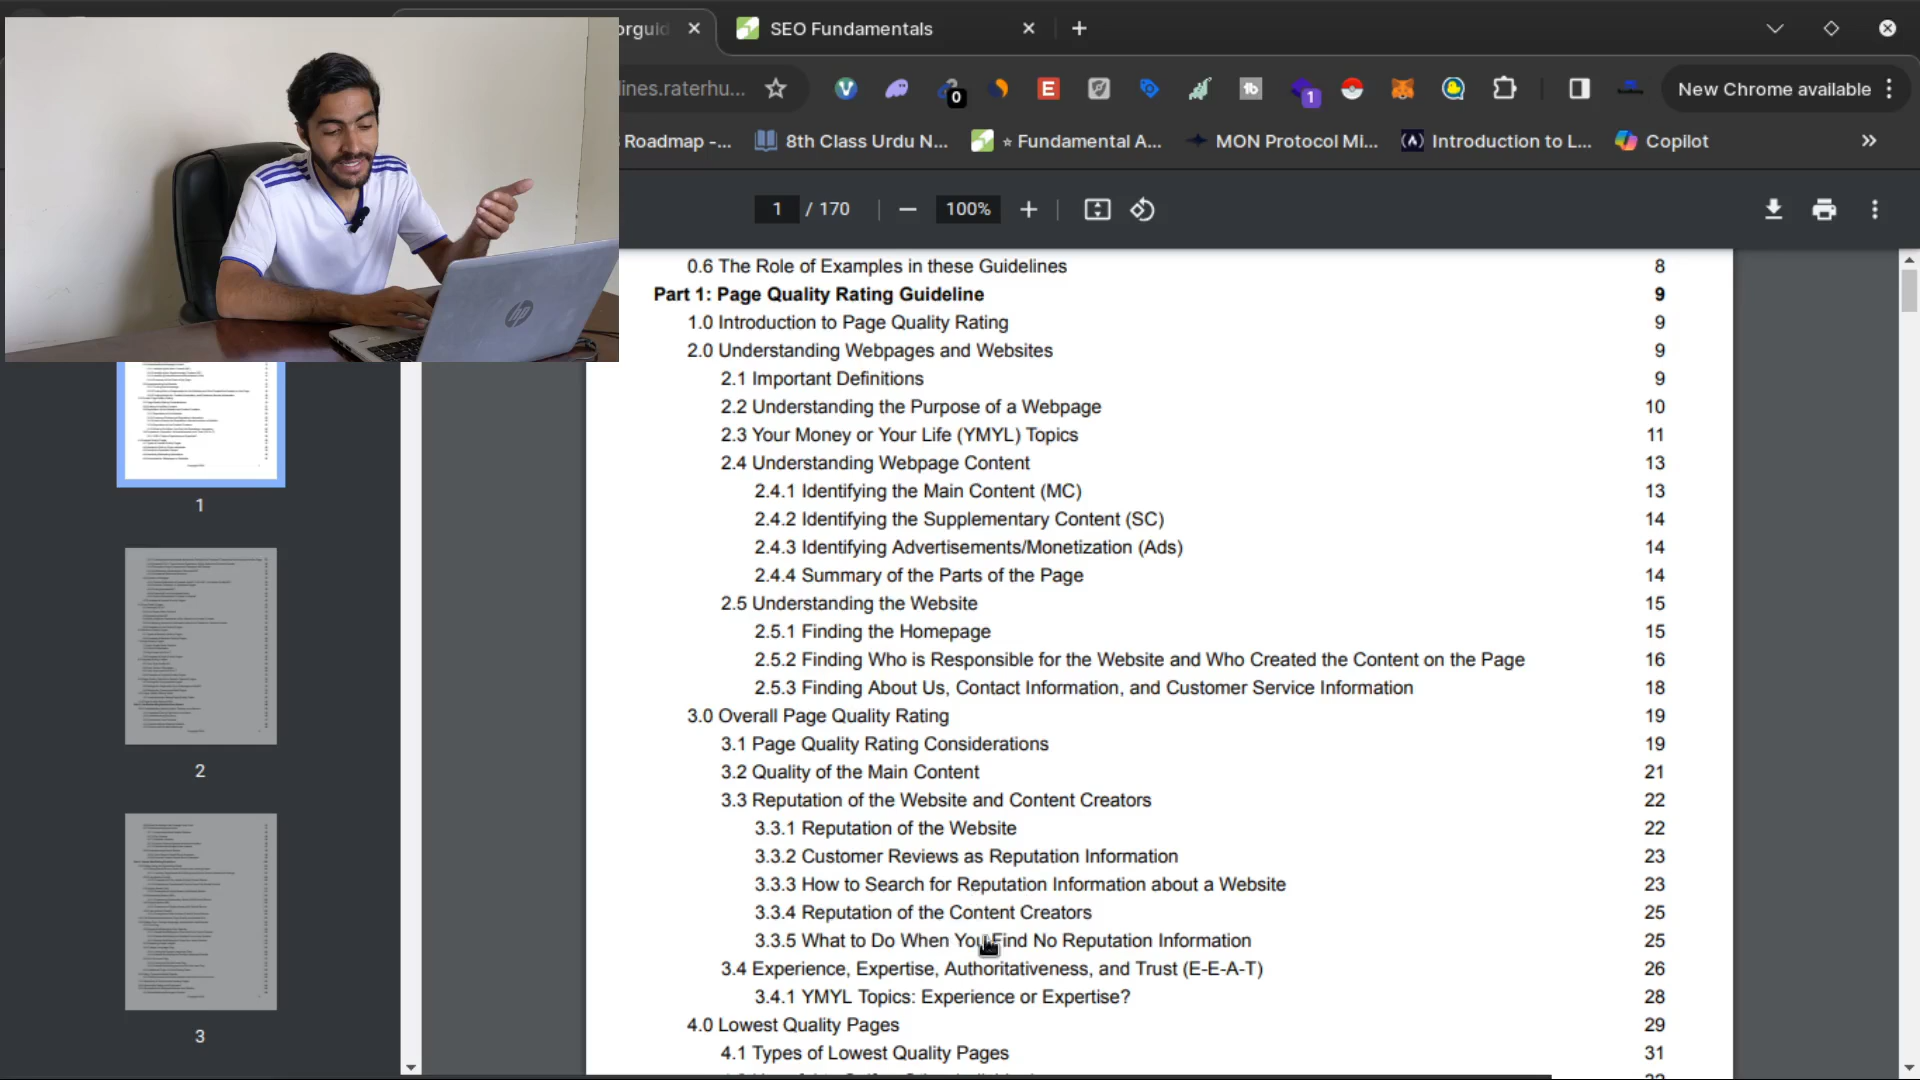 orguid
SEO Fundamentals
lines.raterhu...
0
E
1
New Chrome available
Roadmap -...
8th Class Urdu N...
⭐ Fundamental A...
MON Protocol Mi...
Introduction to L...
Copilot
1 / 170
100%
hp
0.6 The Role of Examples in these Guidelines 8
Part 1: Page Quality Rating Guideline 9
1.0 Introduction to Page Quality Rating 9
2.0 Understanding Webpages and Websites 9
2.1 Important Definitions 9
2.2 Understanding the Purpose of a Webpage 10
2.3 Your Money or Your Life (YMYL) Topics 11
2.4 Understanding Webpage Content 13
2.4.1 Identifying the Main Content (MC) 13
2.4.2 Identifying the Supplementary Content (SC) 14
2.4.3 Identifying Advertisements/Monetization (Ads) 14
2.4.4 Summary of the Parts of the Page 14
2.5 Understanding the Website 15
2.5.1 Finding the Homepage 15
2.5.2 Finding Who is Responsible for the Website and Who Created the Content on the Page 16
2.5.3 Finding About Us, Contact Information, and Customer Service Information 18
3.0 Overall Page Quality Rating 19
3.1 Page Quality Rating Considerations 19
3.2 Quality of the Main Content 21
3.3 Reputation of the Website and Content Creators 22
3.3.1 Reputation of the Website 22
3.3.2 Customer Reviews as Reputation Information 23
3.3.3 How to Search for Reputation Information about a Website 23
3.3.4 Reputation of the Content Creators 25
3.3.5 What to Do When You Find No Reputation Information 25
3.4 Experience, Expertise, Authoritativeness, and Trust (E-E-A-T) 26
3.4.1 YMYL Topics: Experience or Expertise? 28
4.0 Lowest Quality Pages 29
4.1 Types of Lowest Quality Pages 31
1
2
3